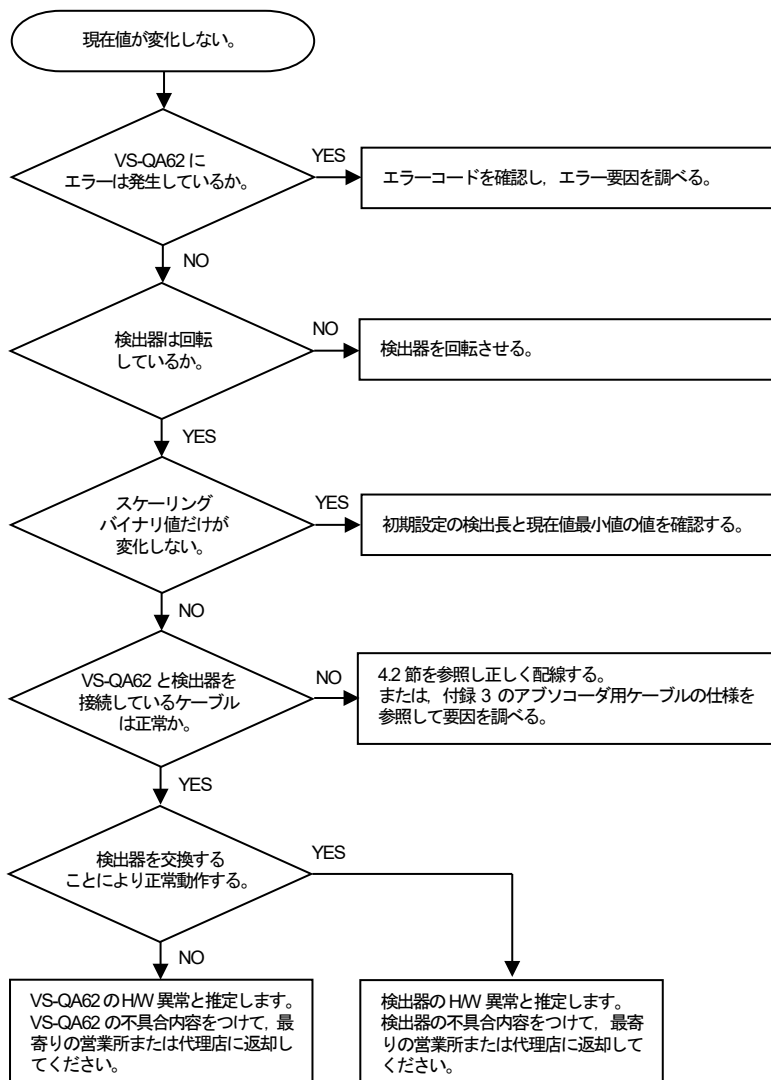 現在値が変化しない。
VS-QA62 に
エラーは発生しているか。
YES
エラーコードを確認し，エラー要因を調べる。
NO
検出器は回転
しているか。
NO
検出器を回転させる。
YES
スケーリング
バイナリ値だけが
変化しない。
YES
初期設定の検出長と現在値最小値の値を確認する。
NO
VS-QA62 と検出器を
接続しているケーブル
は正常か。
NO
4.2 節を参照し正しく配線する。
または，付録 3 のアブソコーダ用ケーブルの仕様を
参照して要因を調べる。
YES
検出器を交換する
ことにより正常動作する。
YES
NO
VS-QA62 のH/W 異常と推定します。
VS-QA62 の不具合内容をつけて，最
寄りの営業所または代理店に返却し
てください。
検出器のH/W 異常と推定します。
検出器の不具合内容をつけて，最寄
りの営業所または代理店に返却して
ください。